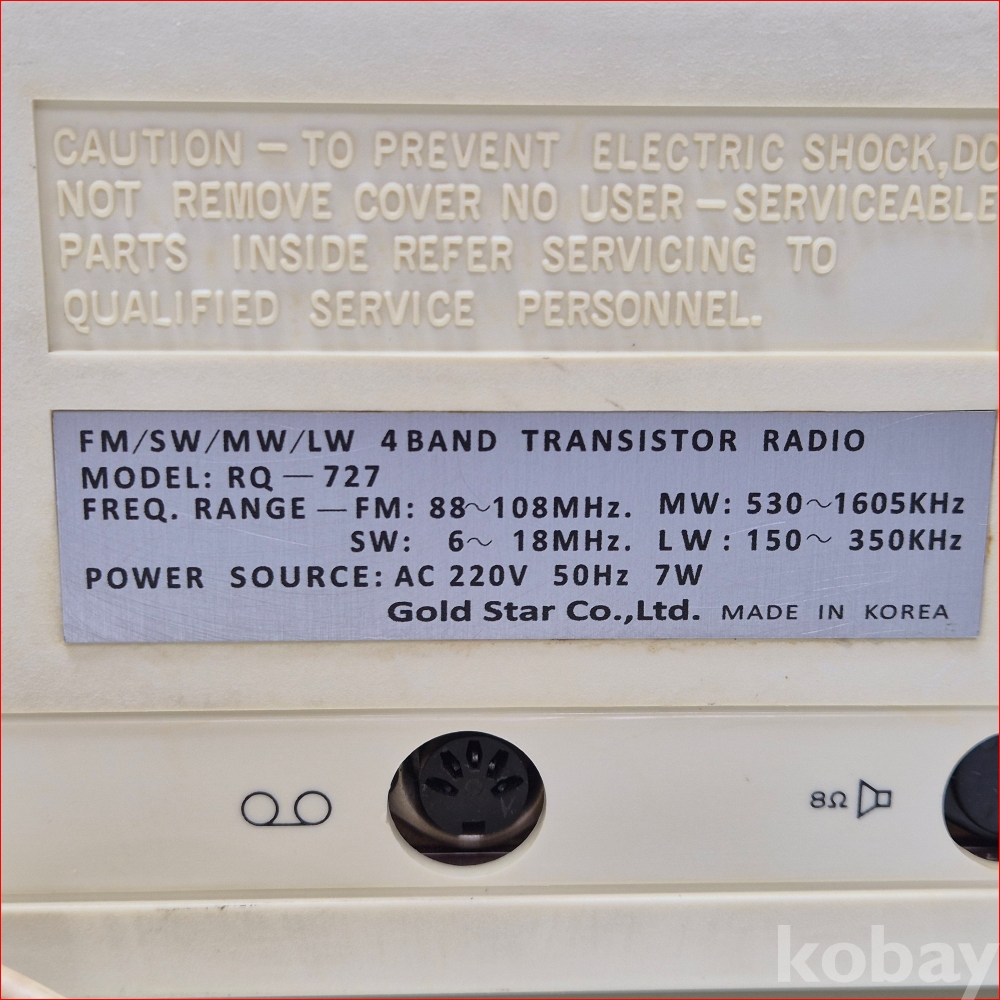 CAUTION – TO PREVENT ELECTRIC SHOCK,DO
NOT REMOVE COVER NO USER – SERVICEABLE
PARTS INSIDE REFER SERVICING TO
QUALIFIED SERVICE PERSONNEL.
FM/SW/MW/LW 4 BAND TRANSISTOR RADIO
MODEL: RQ — 727
FREQ. RANGE — FM: 88~108MHz. MW: 530~1605KHz
SW: 6~ 18MHz. LW: 150~ 350KHz
POWER SOURCE: AC 220V 50Hz 7W
Gold Star Co.,Ltd. MADE IN KOREA
8Ω
kobay